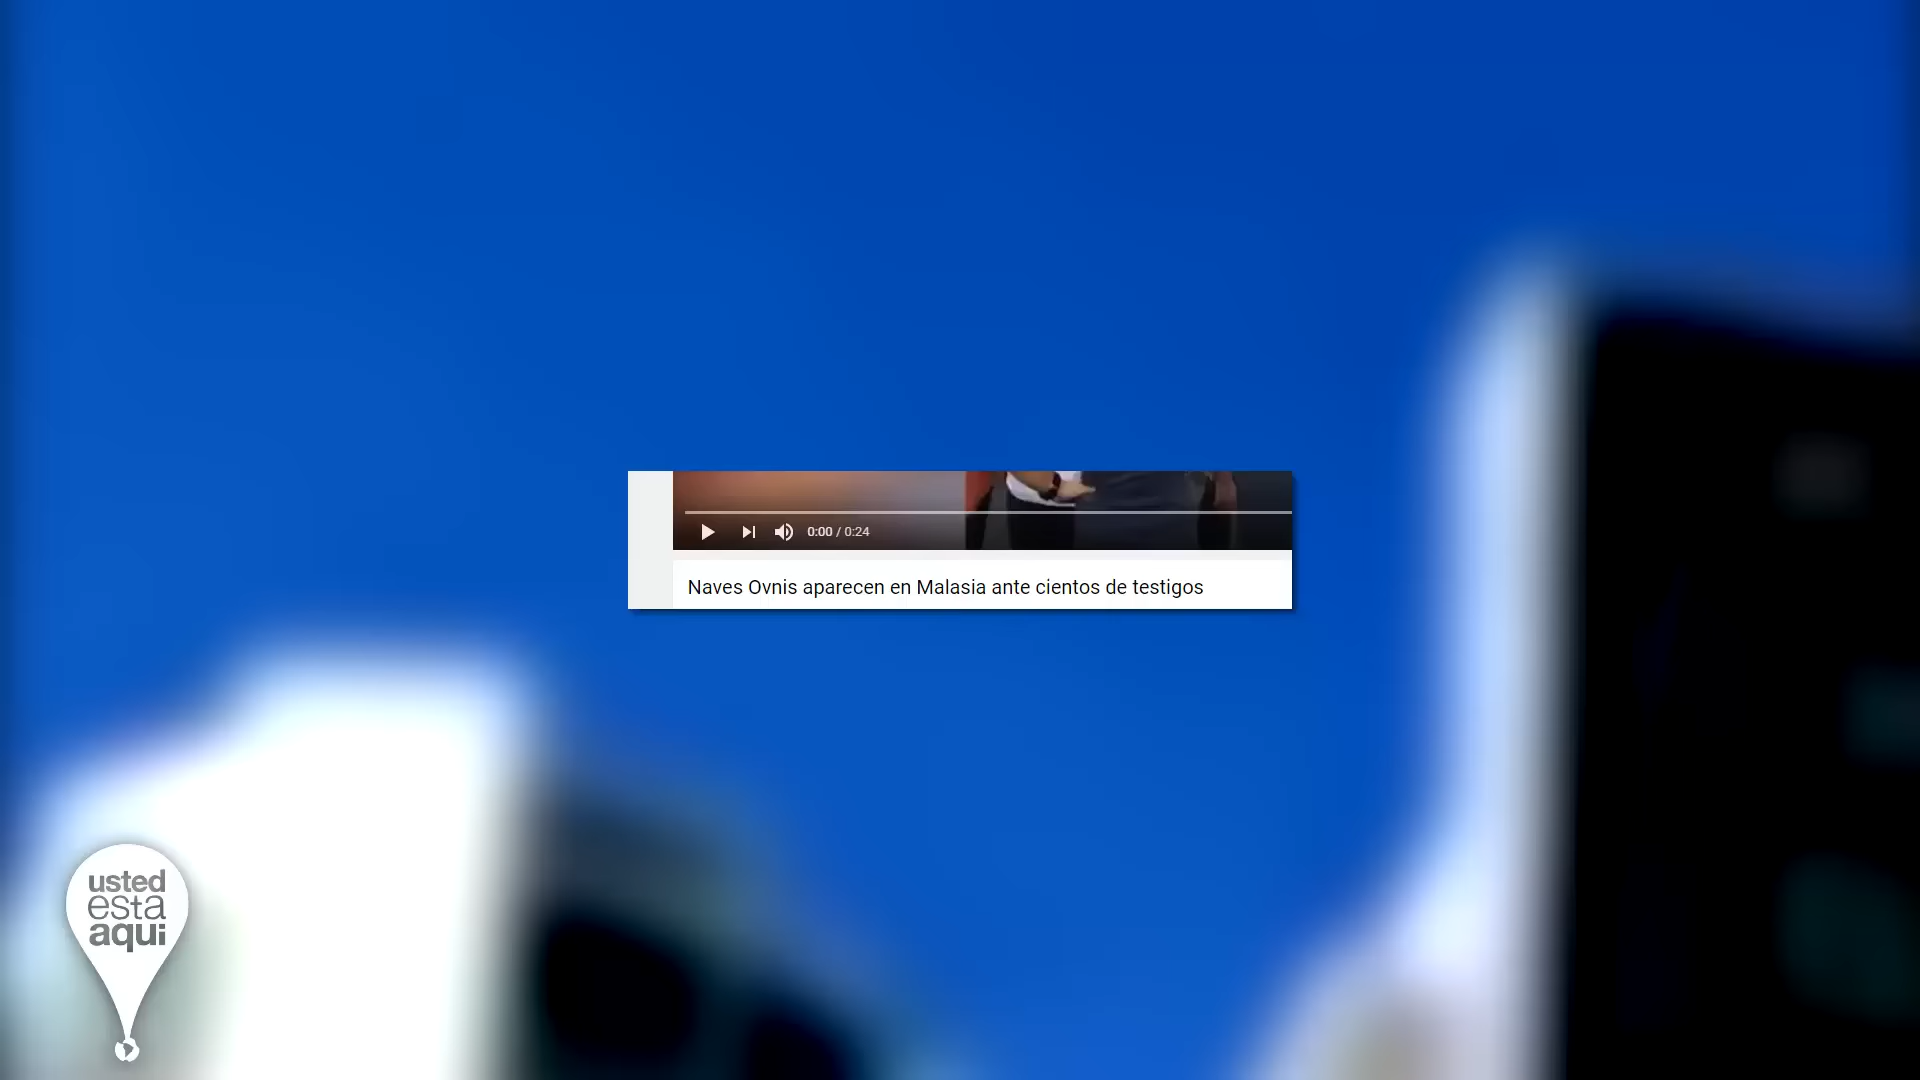 0:00 / 0:24
Naves Ovnis aparecen en Malasia ante cientos de testigos
usted
esta
aqui